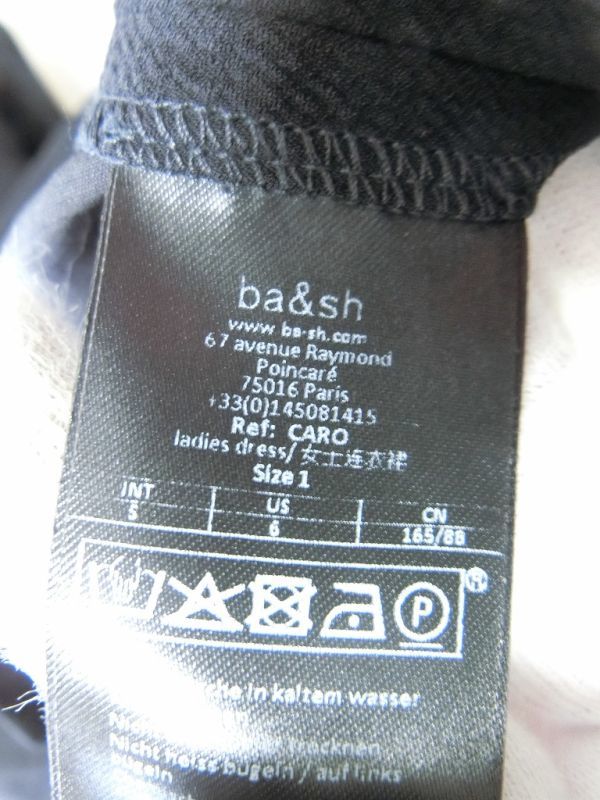 ba&sh
www.ba-sh.com
67 avenue Raymond
Poincaré
75016 Paris
+33(0)145081415
Ref: CARO
ladies dress/ 女士连衣裙
Size 1
INT US CN
S 6 165/88
P ®
in kaltem wasser
trocknen
Nicht heiss bugeln / auf links
bugeln